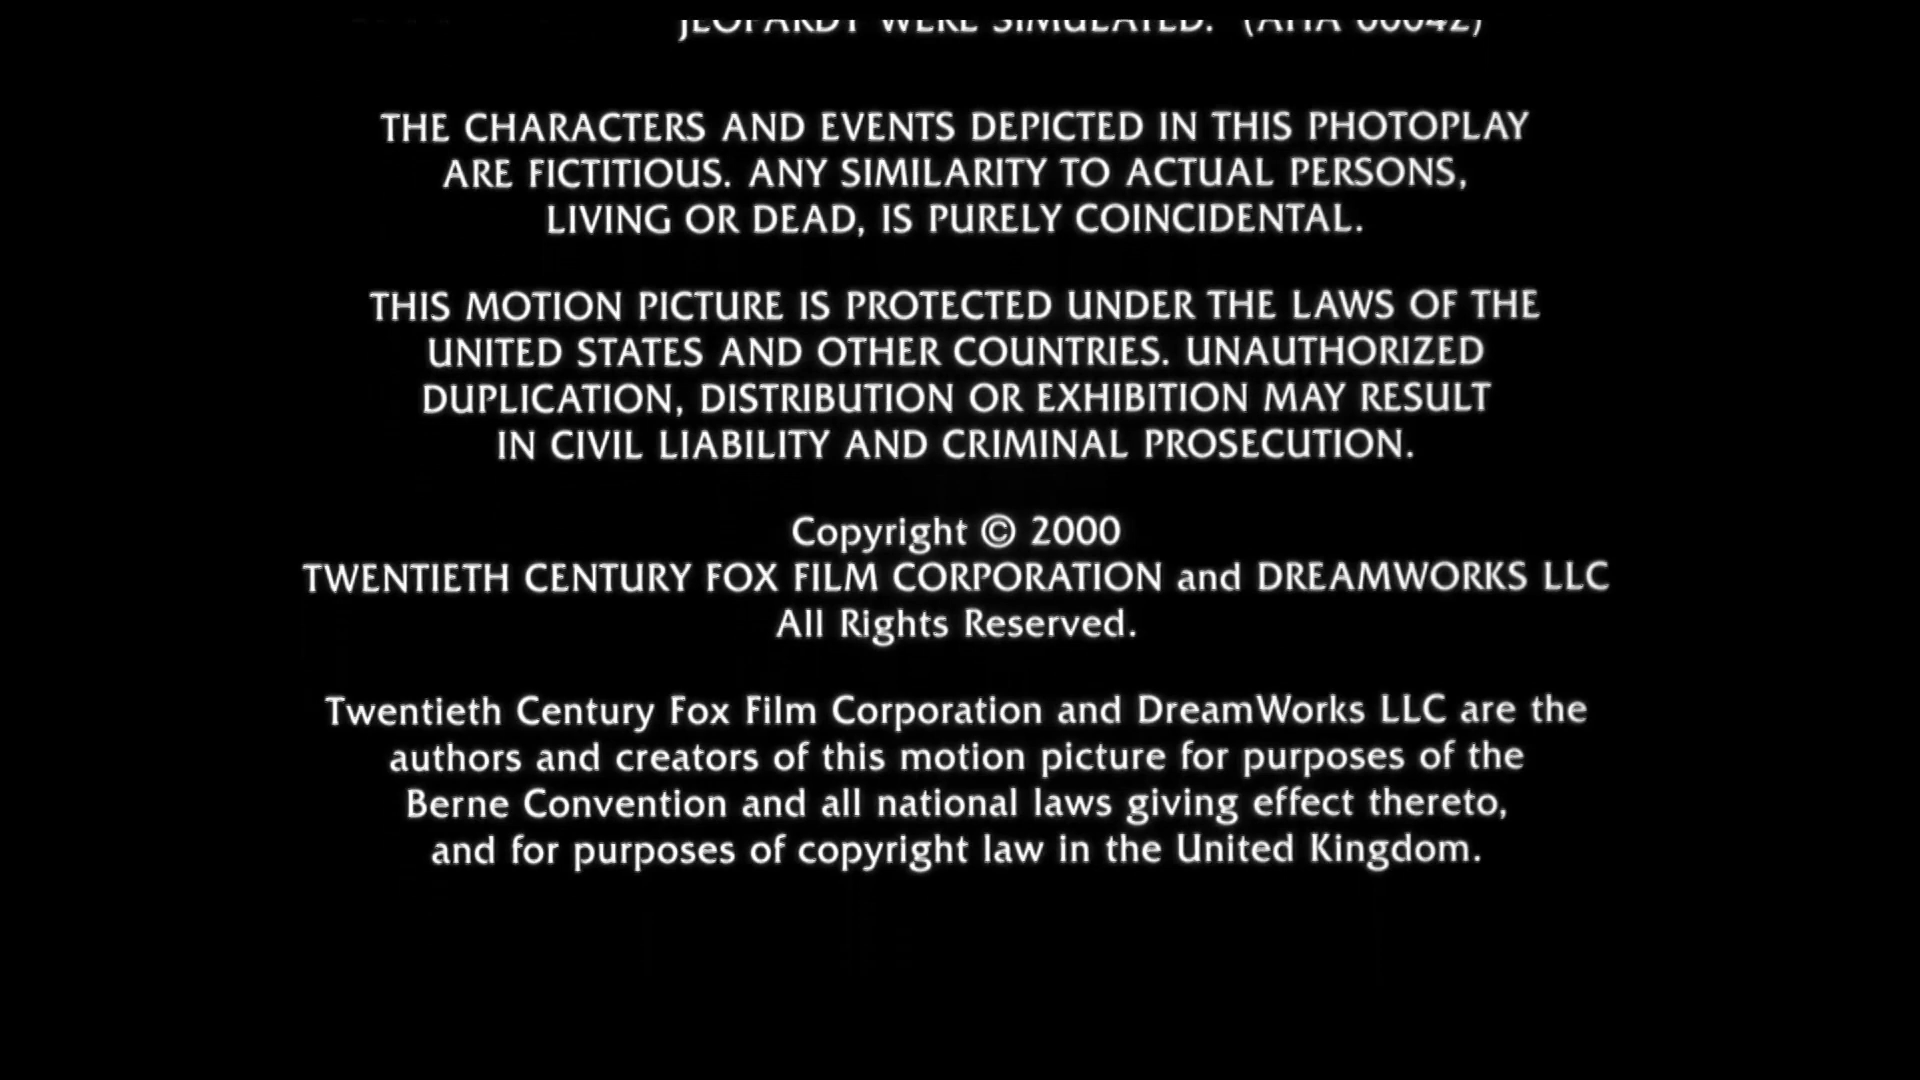 JEOPARDY WERE SIMULATED. (AHA 00042)
THE CHARACTERS AND EVENTS DEPICTED IN THIS PHOTOPLAY
ARE FICTITIOUS. ANY SIMILARITY TO ACTUAL PERSONS,
LIVING OR DEAD, IS PURELY COINCIDENTAL.
THIS MOTION PICTURE IS PROTECTED UNDER THE LAWS OF THE
UNITED STATES AND OTHER COUNTRIES. UNAUTHORIZED
DUPLICATION, DISTRIBUTION OR EXHIBITION MAY RESULT
IN CIVIL LIABILITY AND CRIMINAL PROSECUTION.
Copyright © 2000
TWENTIETH CENTURY FOX FILM CORPORATION and DREAMWORKS LLC
All Rights Reserved.
Twentieth Century Fox Film Corporation and DreamWorks LLC are the
authors and creators of this motion picture for purposes of the
Berne Convention and all national laws giving effect thereto,
and for purposes of copyright law in the United Kingdom.